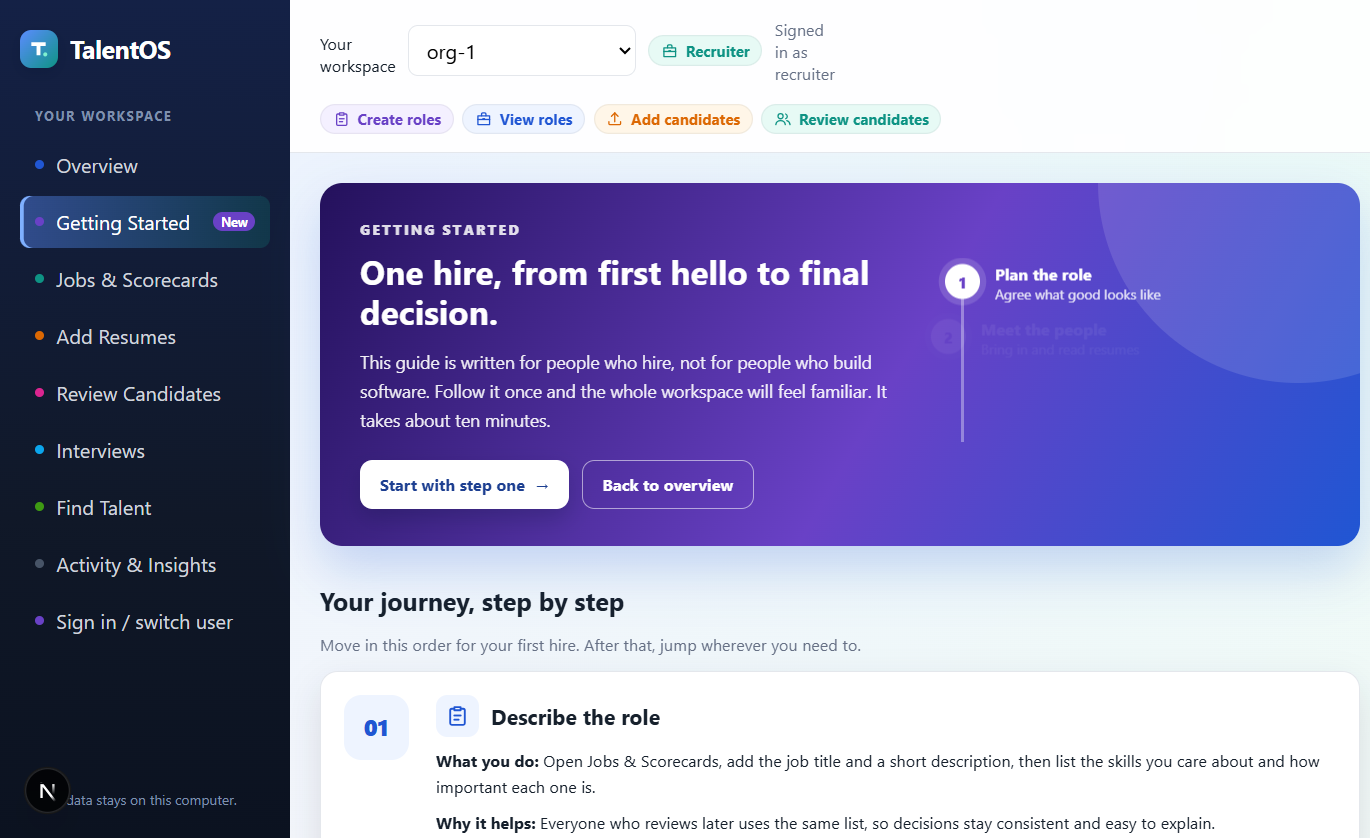 T.
TalentOS
YOUR WORKSPACE
Overview
Getting Started
New
Jobs & Scorecards
Add Resumes
Review Candidates
Interviews
Find Talent
Activity & Insights
Sign in / switch user
N
data stays on this computer.
Your
workspace
org-1
Recruiter
Signed
in as
recruiter
Create roles
View roles
Add candidates
Review candidates
GETTING STARTED
One hire, from first hello to final
decision.
This guide is written for people who hire, not for people who build
software. Follow it once and the whole workspace will feel familiar. It
takes about ten minutes.
Start with step one →
Back to overview
1
Plan the role
Agree what good looks like
2
Meet the people
Bring in and read resumes
Your journey, step by step
Move in this order for your first hire. After that, jump wherever you need to.
01
Describe the role
What you do: Open Jobs & Scorecards, add the job title and a short description, then list the skills you care about and how
important each one is.
Why it helps: Everyone who reviews later uses the same list, so decisions stay consistent and easy to explain.